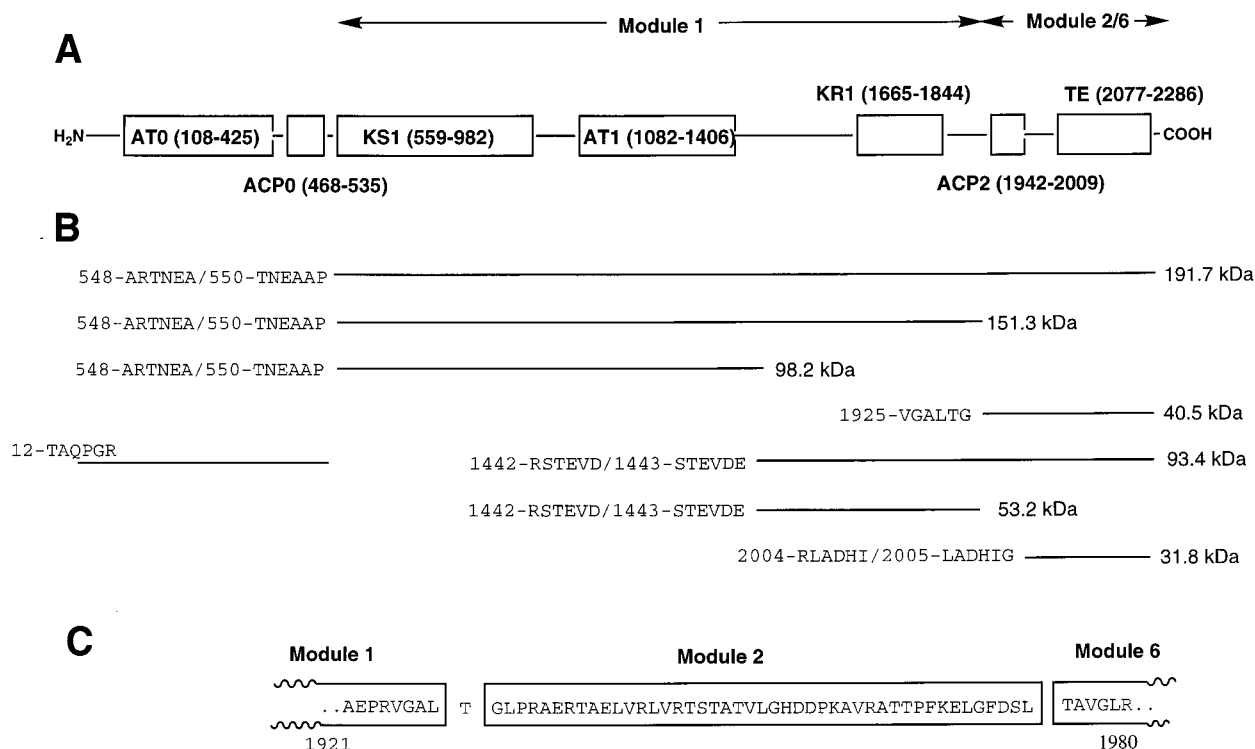 Module 1
Module 2/6
A
KR1 (1665-1844)
TE (2077-2286)
H₂N
AT0 (108-425)
KS1 (559-982)
AT1 (1082-1406)
-COOH
ACP0 (468-535)
ACP2 (1942-2009)
B
548-ARTNEA/550-TNEAAP
191.7 kDa
548-ARTNEA/550-TNEAAP
151.3 kDa
548-ARTNEA/550-TNEAAP
98.2 kDa
1925-VGALTG
40.5 kDa
12-TAQPGR
1442-RSTEVD/1443-STEVDE
93.4 kDa
1442-RSTEVD/1443-STEVDE
53.2 kDa
2004-RLADHI/2005-LADHIG
31.8 kDa
C
Module 1
Module 2
Module 6
..AEPRVGAL T GLPRAERTAELVRLVRTSTATVLGHDDPKAVRATTPFKELGFDSL TAVGLR..
1921
1980